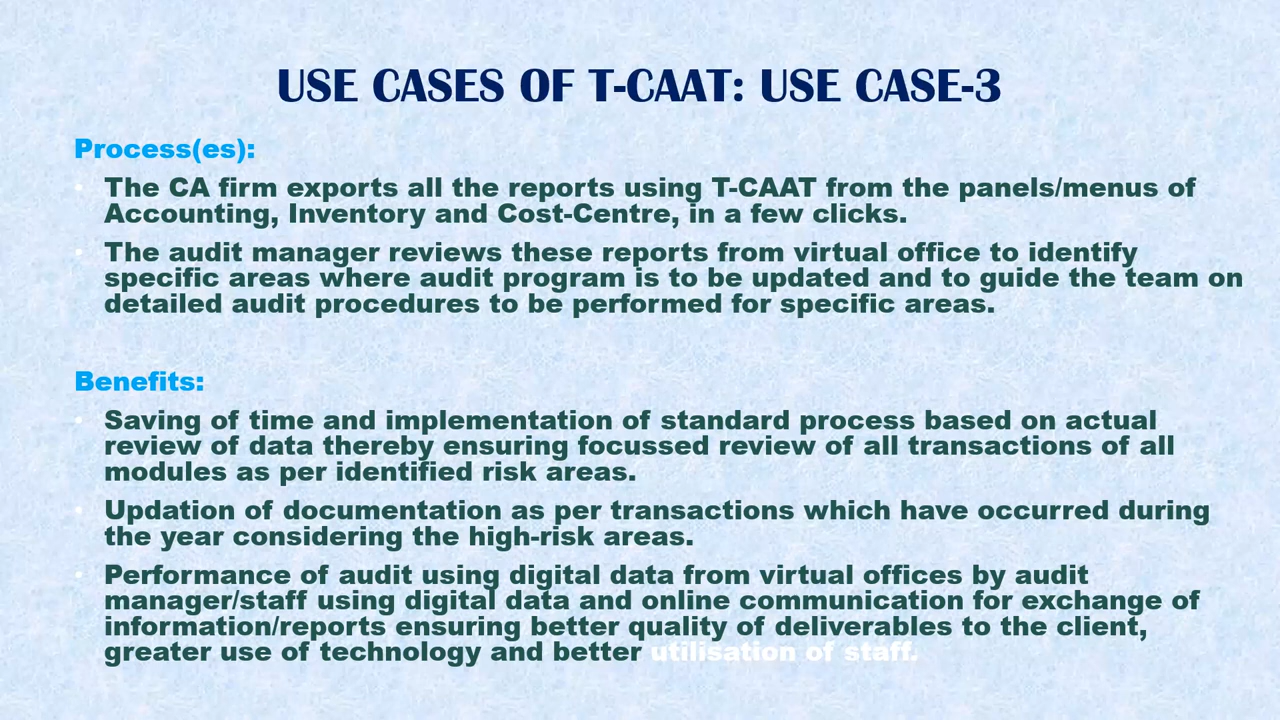 USE CASES OF T-CAAT: USE CASE-3
Process(es):
• The CA firm exports all the reports using T-CAAT from the panels/menus of
Accounting, Inventory and Cost-Centre, in a few clicks.
• The audit manager reviews these reports from virtual office to identify
specific areas where audit program is to be updated and to guide the team on
detailed audit procedures to be performed for specific areas.
Benefits:
• Saving of time and implementation of standard process based on actual
review of data thereby ensuring focussed review of all transactions of all
modules as per identified risk areas.
• Updation of documentation as per transactions which have occurred during
the year considering the high-risk areas.
• Performance of audit using digital data from virtual offices by audit
manager/staff using digital data and online communication for exchange of
information/reports ensuring better quality of deliverables to the client,
greater use of technology and better utilisation of staff.